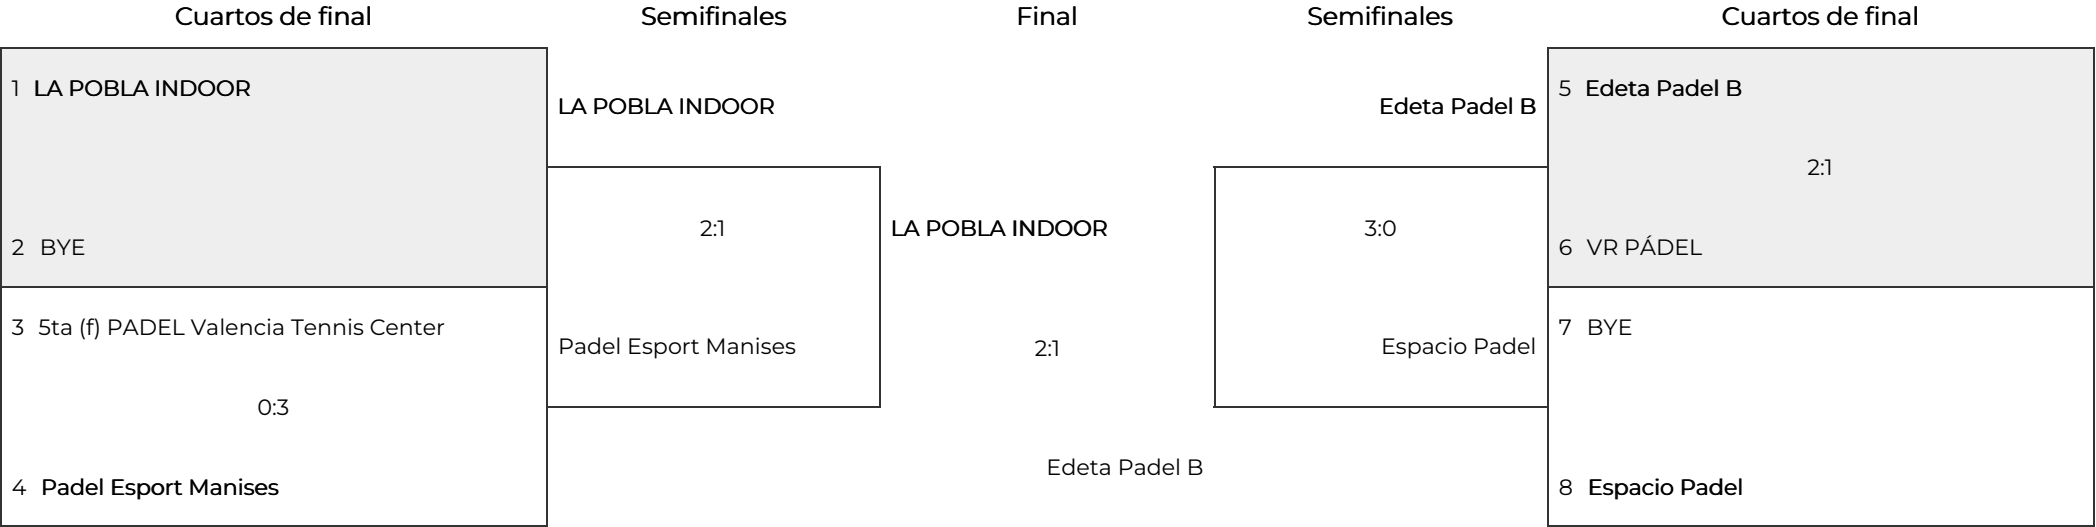 Cuartos de final
Semifinales
Final
Semifinales
Cuartos de final
1 LA POBLA INDOOR
2 BYE
3 5ta (f) PADEL Valencia Tennis Center
0:3
4 Padel Esport Manises
LA POBLA INDOOR
2:1
Padel Esport Manises
LA POBLA INDOOR
2:1
Edeta Padel B
Edeta Padel B
3:0
Espacio Padel
5 Edeta Padel B
2:1
6 VR PÁDEL
7 BYE
8 Espacio Padel